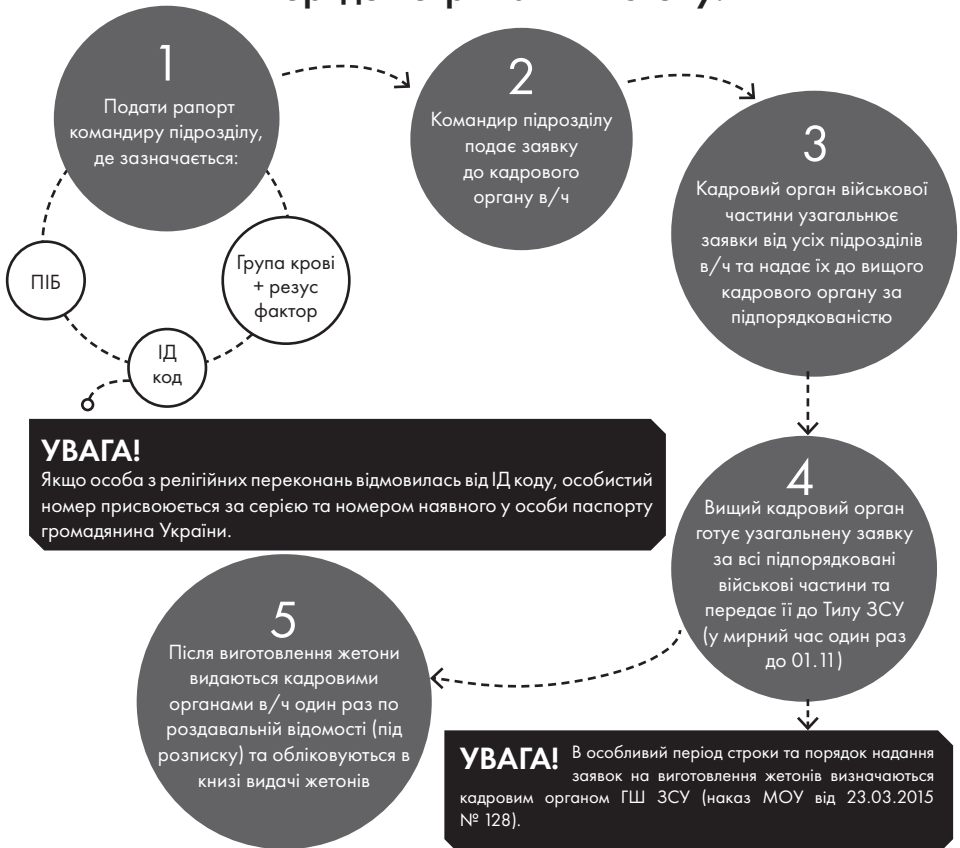 1
Подати рапорт
командиру підрозділу,
де зазначається:
ПІБ
ІД
код
Група крові
+ резус
фактор
2
Командир підрозділу
подає заявку
до кадрового
органу в/ч
3
Кадровий орган військової
частини узагальнює
заявки від усіх підрозділів
в/ч та надає їх до вищого
кадрового органу за
підпорядкованістю
УВАГА!
Якщо особа з релігійних переконань відмовилась від ІД коду, особистий
номер присвоюється за серією та номером наявного у особи паспорту
громадянина України.
4
Вищий кадровий орган
готує узагальнену заявку
за всі підпорядковані
військові частини та
передає її до Тилу ЗСУ
(у мирний час один раз
до 01.11)
5
Після виготовлення жетони
видаються кадровими
органами в/ч один раз по
роздавальній відомості (під
розписку) та обліковуються в
книзі видачі жетонів
УВАГА! В особливий період строки та порядок надання
заявок на виготовлення жетонів визначаються
кадровим органом ГШ ЗСУ (наказ МОУ від 23.03.2015
№ 128).